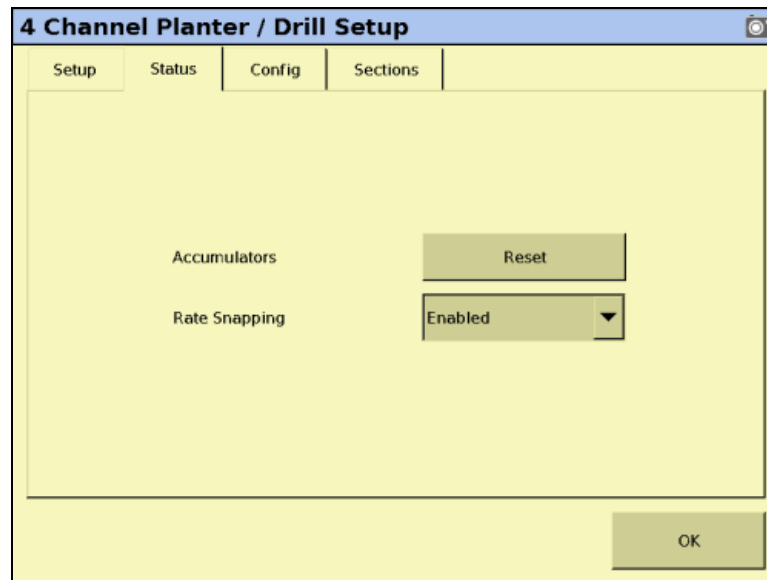 4 Channel Planter / Drill Setup
Setup Status Config Sections
Accumulators Reset
Rate Snapping Enabled
OK